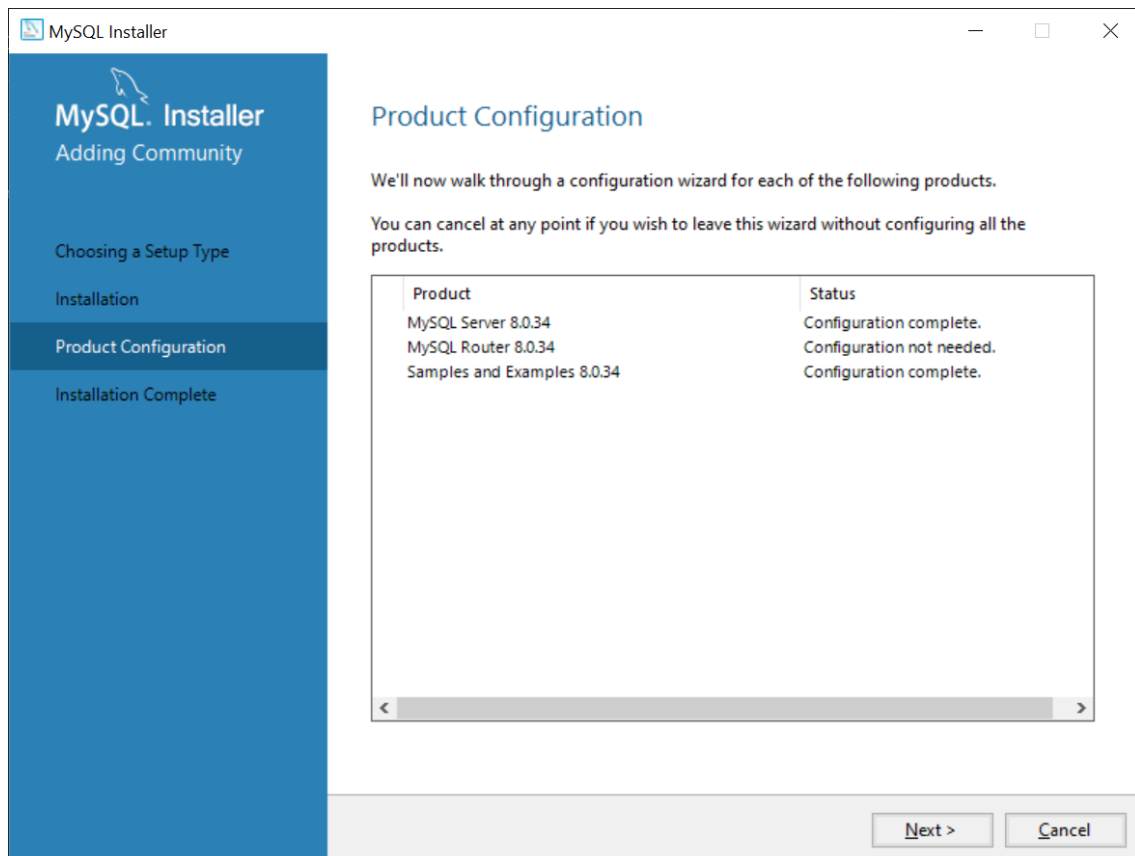 MySQL Installer
MySQL. Installer
Adding Community
Choosing a Setup Type
Installation
Product Configuration
Installation Complete
Product Configuration
We'll now walk through a configuration wizard for each of the following products.
You can cancel at any point if you wish to leave this wizard without configuring all the
products.
Product Status
MySQL Server 8.0.34 Configuration complete.
MySQL Router 8.0.34 Configuration not needed.
Samples and Examples 8.0.34 Configuration complete.
Next > Cancel